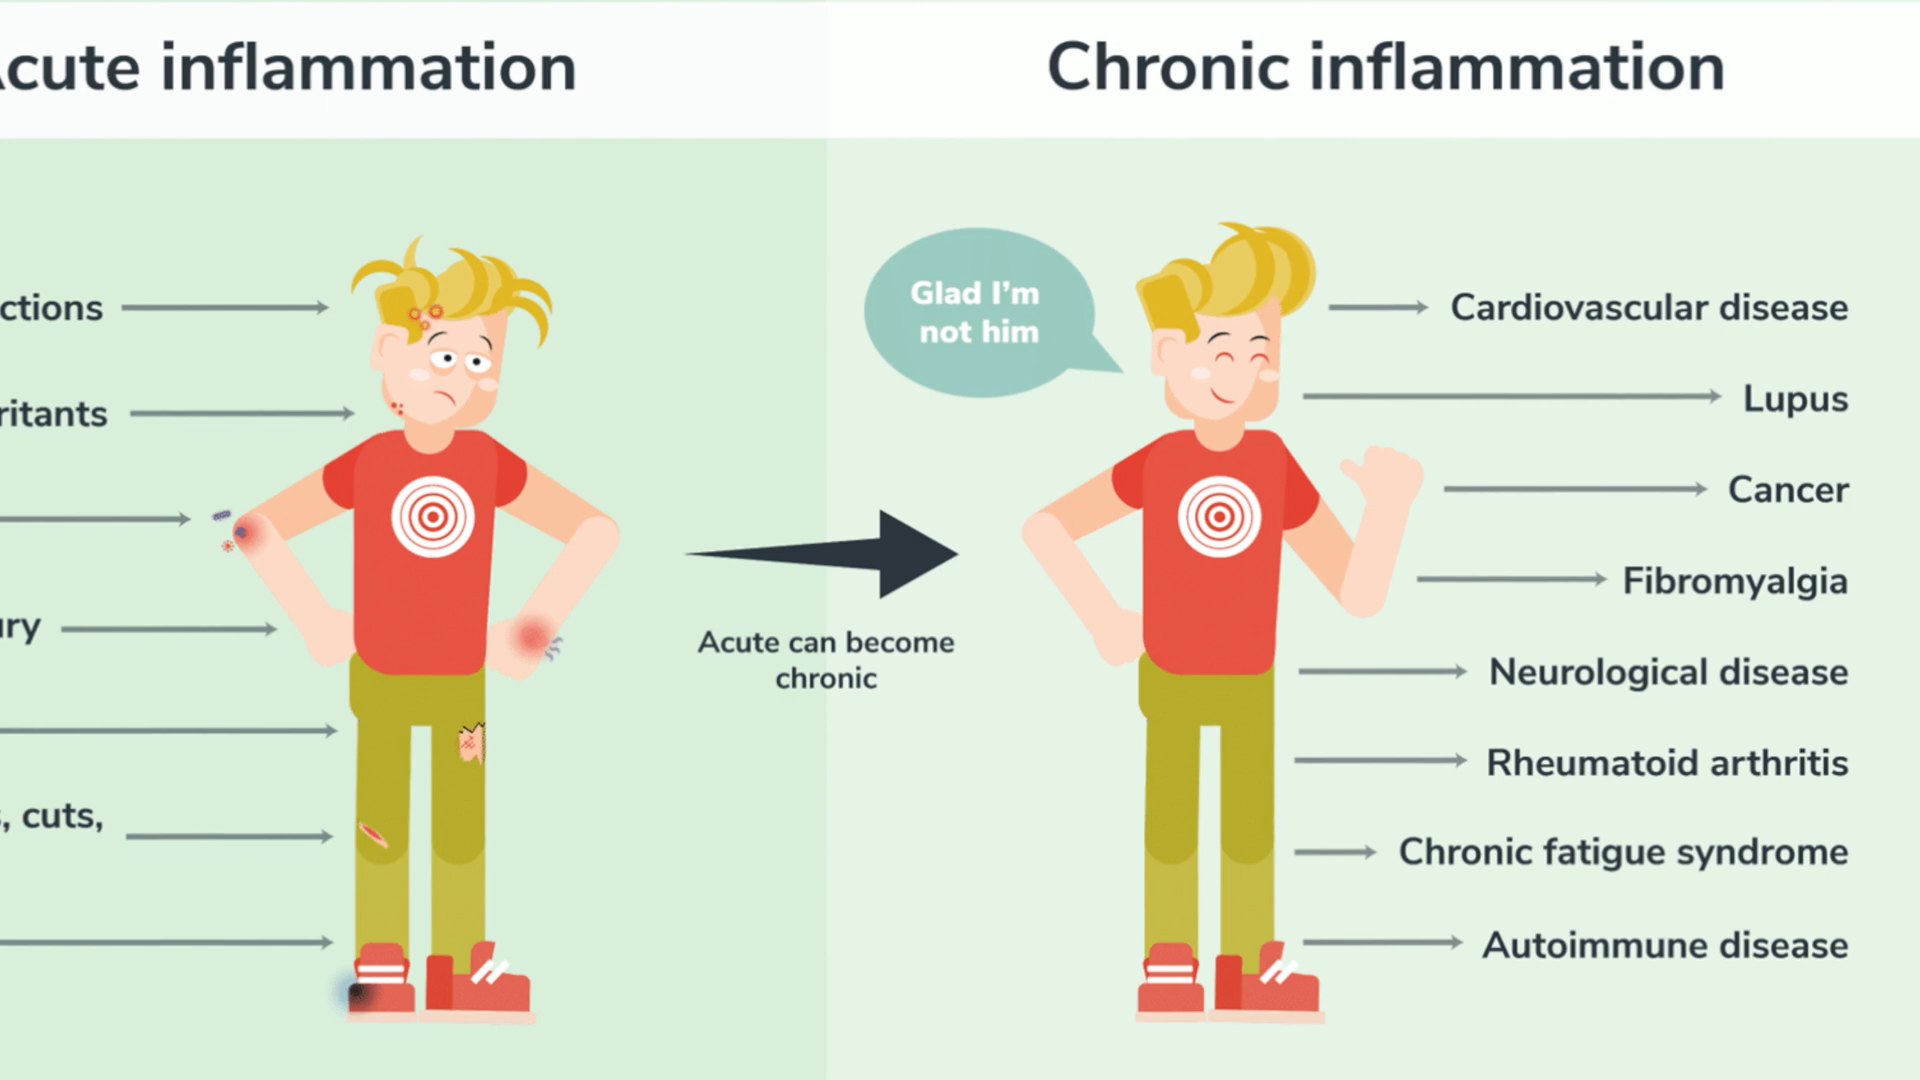 Acute inflammation
Chronic inflammation
ctions
ritants
ury
, cuts,
Acute can become
chronic
Glad I'm
not him
Cardiovascular disease
Lupus
Cancer
Fibromyalgia
Neurological disease
Rheumatoid arthritis
Chronic fatigue syndrome
Autoimmune disease